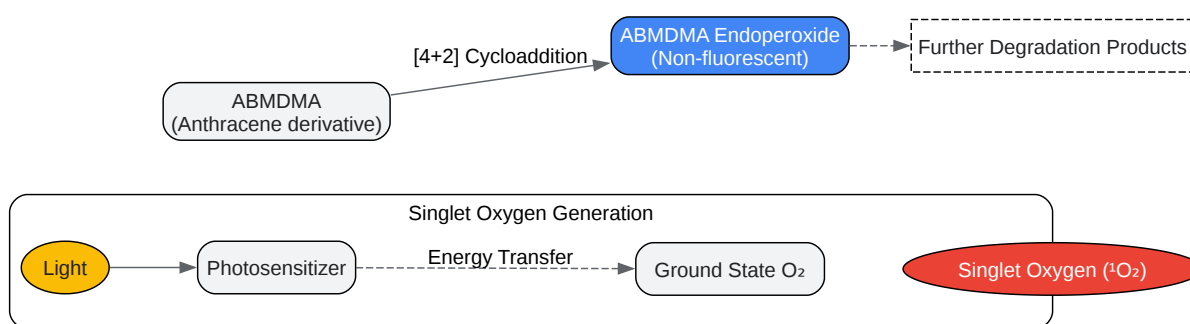 ABMDMA Endoperoxide
(Non-fluorescent)
Further Degradation Products
[4+2] Cycloaddition
ABMDMA
(Anthracene derivative)
Singlet Oxygen Generation
Light
Photosensitizer
Energy Transfer
Ground State O₂
Singlet Oxygen (¹O₂)